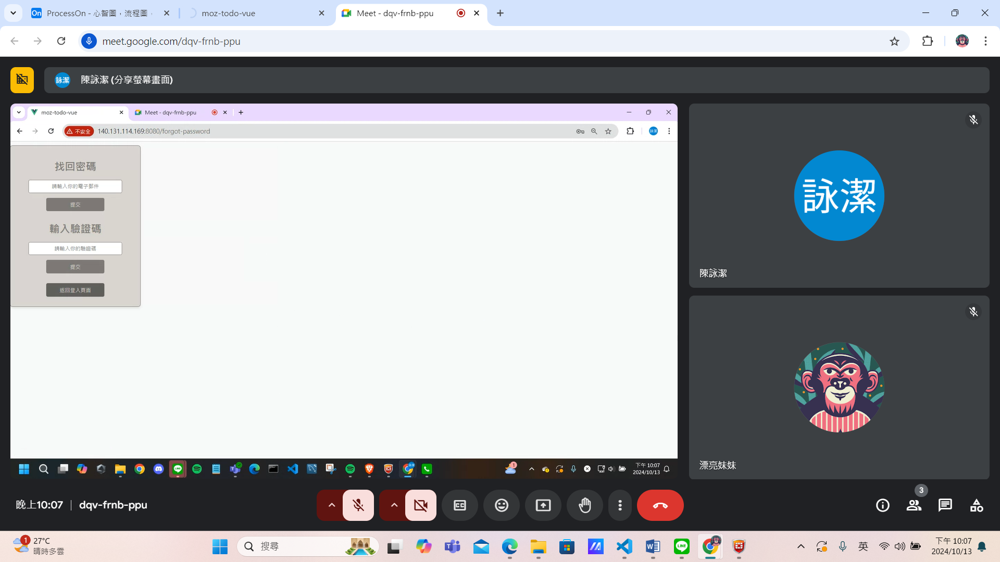 On ProcessOn - 心智圖，流程圖，
moz-todo-vue
Meet - dqv-frnb-ppu
meet.google.com/dqv-frnb-ppu
詠潔 陳詠潔 (分享螢幕畫面)
moz-todo-vue
Meet - dqv-frnb-ppu
不安全 140.131.114.169:8080/forgot-password
找回密碼
請輸入你的電子郵件
提交
輸入驗證碼
請輸入你的驗證碼
提交
返回登入頁面
詠潔
陳詠潔
漂亮妹妹
1
下午 10:07
2024/10/13
晚上10:07 | dqv-frnb-ppu
3
1
27°C
晴時多雲
搜尋
英
下午 10:07
2024/10/13